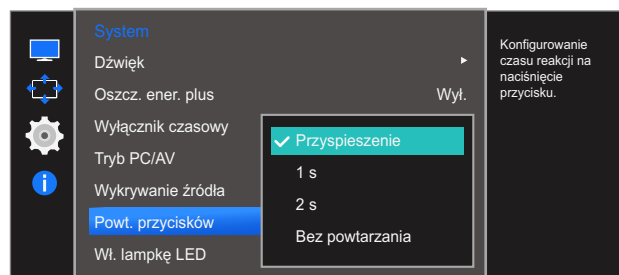 System
Dźwięk
Oszcz. ener. plus Wył.
Wyłącznik czasowy
Tryb PC/AV
Wykrywanie źródła
Powt. przycisków
Wł. lampkę LED
Przyspieszenie
1 s
2 s
Bez powtarzania
Konfigurowanie
czasu reakcji na
naciśnięcie
przycisku.